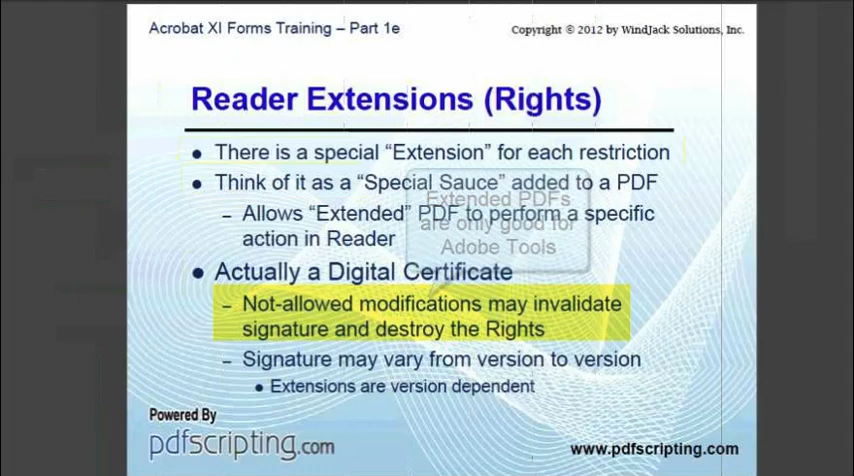 Acrobat XI Forms Training – Part 1e
Copyright © 2012 by WindJack Solutions, Inc.
Reader Extensions (Rights)
• There is a special “Extension” for each restriction
• Think of it as a “Special Sauce” added to a PDF
– Allows “Extended” PDF to perform a specific
action in Reader
Extended PDFs
are only good for
Adobe Tools
• Actually a Digital Certificate
– Not-allowed modifications may invalidate
signature and destroy the Rights
– Signature may vary from version to version
• Extensions are version dependent
Powered By
pdfscripting.com
www.pdfscripting.com